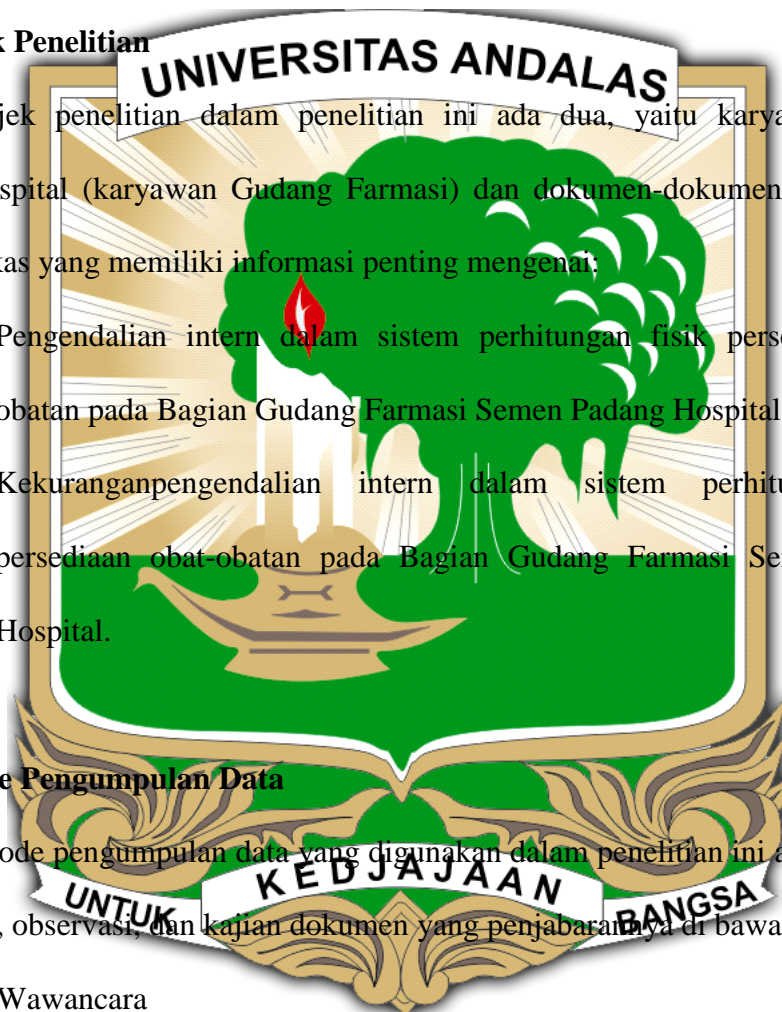 k Penelitian
UNIVERSITAS ANDALAS
jek penelitian dalam penelitian ini ada dua, yaitu karya
spital (karyawan Gudang Farmasi) dan dokumen-dokumen
kas yang memiliki informasi penting mengenai:
Pengendalian intern dalam sistem perhitungan fisik perse
obatan pada Bagian Gudang Farmasi Semen Padang Hospital
Kekuranganpengendalian intern dalam sistem perhitu
persediaan obat-obatan pada Bagian Gudang Farmasi Se
Hospital.
e Pengumpulan Data
ode pengumpulan data yang digunakan dalam penelitian ini a
UNTUK KEDJAJAAN BANGSA
, observasi, dan kajian dokumen yang penjabarannya di bawa
Wawancara